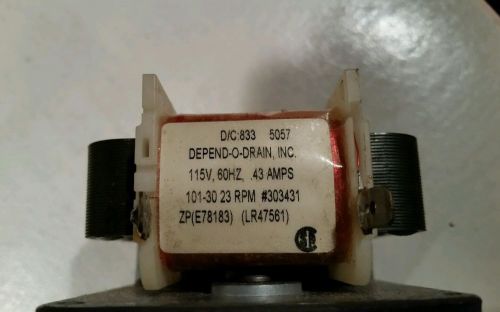 D/C:833 5057
DEPEND-O-DRAIN, INC.
115V, 60HZ, .43 AMPS
101-30 23 RPM #303431
ZP(E78183) (LR47561)